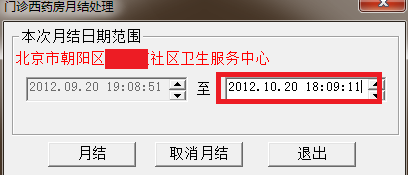 门诊西药房月结处理
本次月结日期范围
北京市朝阳区 社区卫生服务中心
2012.09.20 19:08:51 至 2012.10.20 18:09:11
月结 取消月结 退出